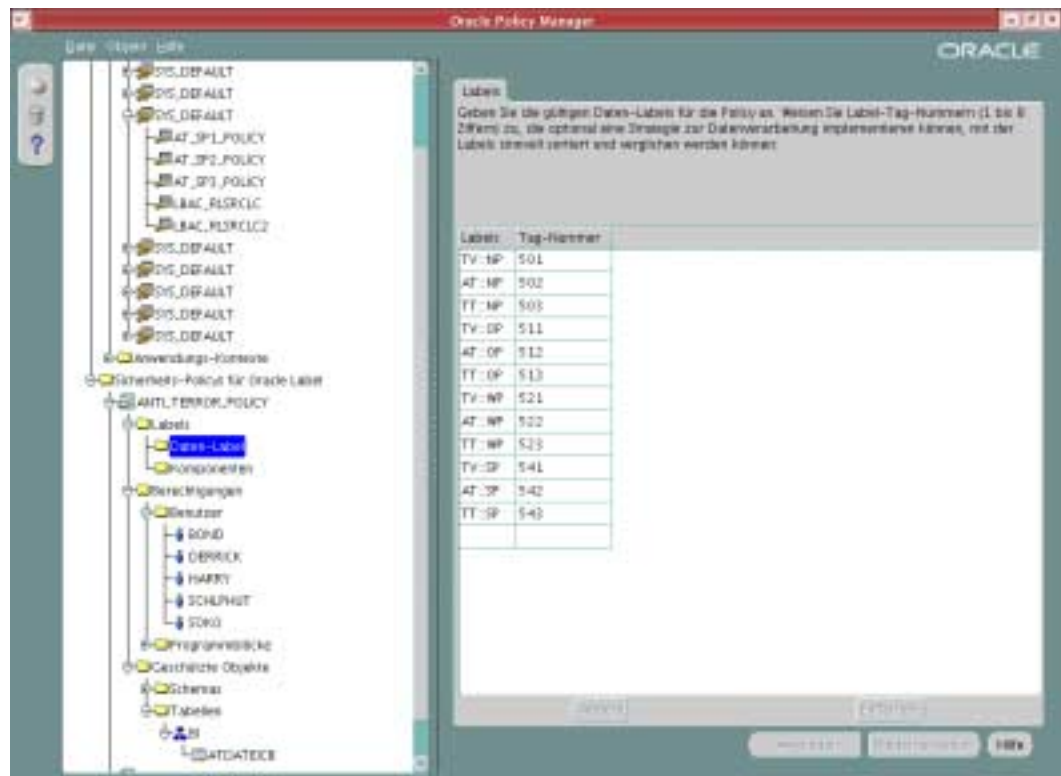 Oracle Policy Manager
Hilfe
ORACLE
SYS_DEFAULT
SYS_DEFAULT
SYS_DEFAULT
AT_SP1_POLICY
AT_SP2_POLICY
AT_SP3_POLICY
LBAC_RLSRCLC
LBAC_RLSRCLC2
SYS_DEFAULT
SYS_DEFAULT
SYS_DEFAULT
SYS_DEFAULT
SYS_DEFAULT
Anwendungs-Kontexte
Sicherheits-Policys für Oracle Label
ANTI_TERROR_POLICY
Labels
Daten-Label
Komponenten
Berechtigungen
Benutzer
BOND
DERRICK
HARRY
SCHLPHUT
SOKO
Programmblöcke
Geschützte Objekte
Schemas
Tabellen
ATDATEICB
Labels
Geben Sie die gültigen Daten-Labels für die Policy an. Weisen Sie Label-Tag-Nummern (1 bis 8
Ziffern) zu, die optional eine Strategie zur Datenverarbeitung implementieren können, mit der
Labels sinnvoll sortiert und verglichen werden können.
Labels Tag-Nummer
TV::NP 501
AT::NP 502
TT::NP 503
TV::OP 511
AT::OP 512
TT::OP 513
TV::WP 521
AT::WP 522
TT::WP 523
TV::SP 541
AT::SP 542
TT::SP 543
Hilfe